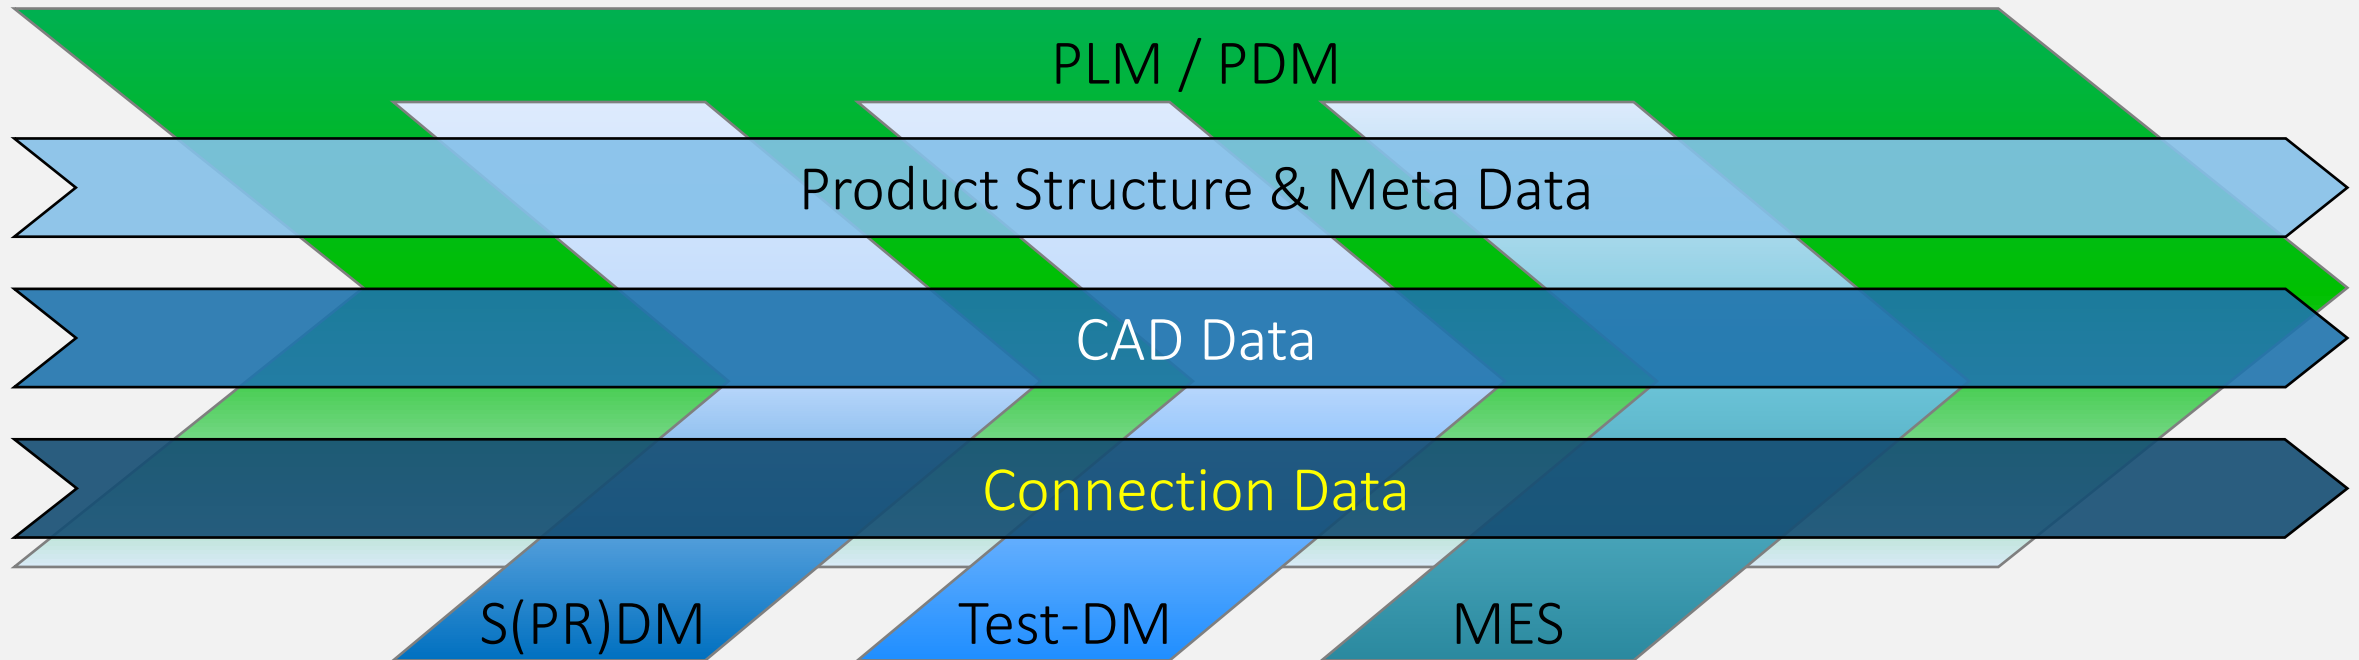 PLM / PDM
Product Structure & Meta Data
CAD Data
Connection Data
S(PR)DM
Test-DM
MES